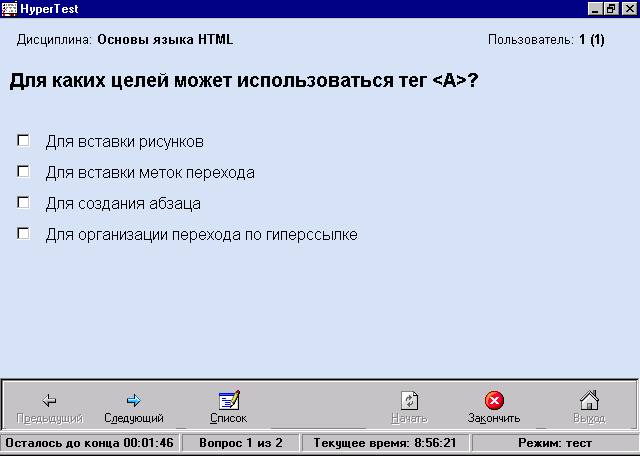 HyperTest
Дисциплина: Основы языка HTML Пользователь: 1 (1)
Для каких целей может использоваться тег <A>?
Для вставки рисунков
Для вставки меток перехода
Для создания абзаца
Для организации перехода по гиперссылке
Предыдущий Следующий Список Начать Закончить Выход
Осталось до конца 00:01:46 Вопрос 1 из 2 Текущее время: 8:56:21 Режим: тест